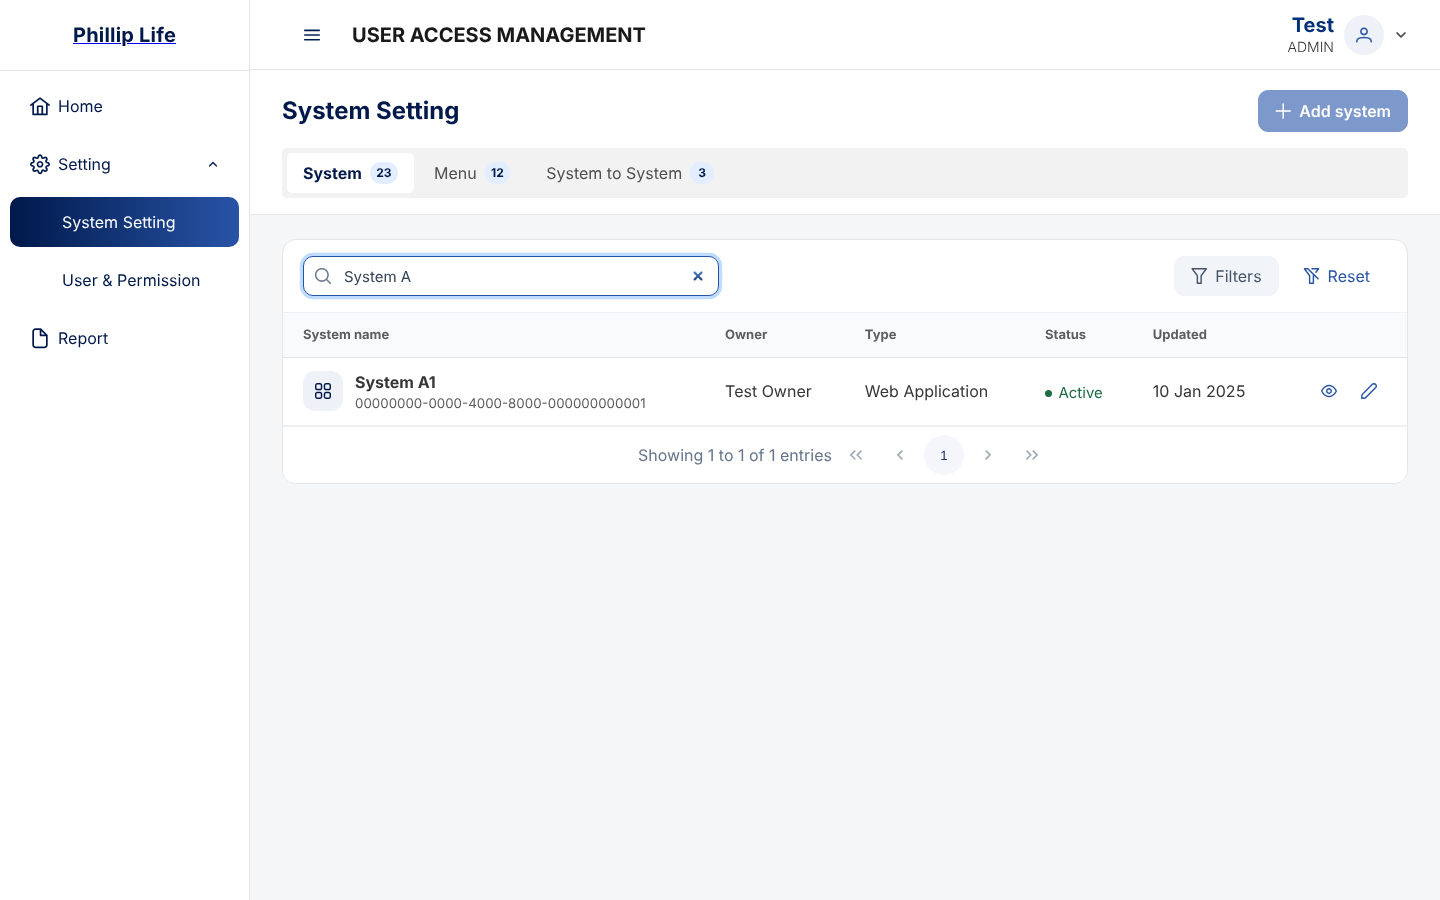 Phillip Life
USER ACCESS MANAGEMENT
Test
ADMIN
Home
Setting
System Setting
User & Permission
Report
System Setting
Add system
System 23 Menu 12 System to System 3
System A
Filters Reset
System name Owner Type Status Updated
System A1
00000000-0000-4000-8000-000000000001
Test Owner Web Application Active 10 Jan 2025
Showing 1 to 1 of 1 entries 1